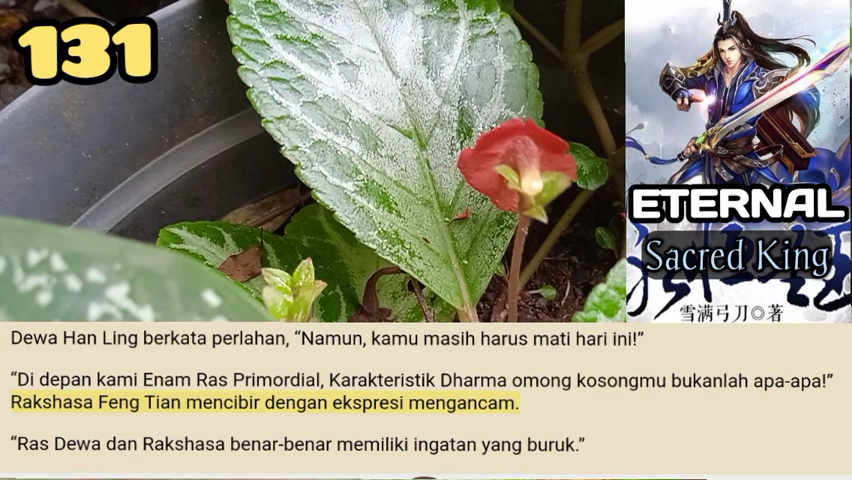 131
ETERNAL
Sacred King
雪满弓刀◎著
Dewa Han Ling berkata perlahan, “Namun, kamu masih harus mati hari ini!”
“Di depan kami Enam Ras Primordial, Karakteristik Dharma omong kosongmu bukanlah apa-apa!”
Rakshasa Feng Tian mencibir dengan ekspresi mengancam.
“Ras Dewa dan Rakshasa benar-benar memiliki ingatan yang buruk.”